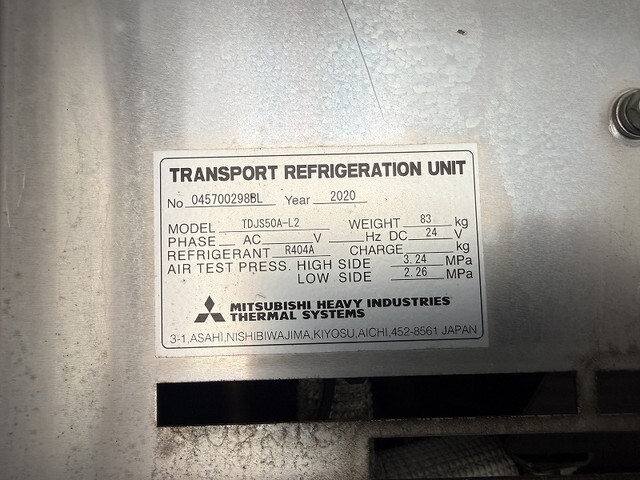 TRANSPORT REFRIGERATION UNIT
No 045700298BL Year 2020
MODEL TDJS50A-L2 WEIGHT 83 kg
PHASE AC V Hz DC 24 V
REFRIGERANT R404A CHARGE kg
AIR TEST PRESS. HIGH SIDE 3.24 MPa
LOW SIDE 2.26 MPa
MITSUBISHI HEAVY INDUSTRIES
THERMAL SYSTEMS
3-1,ASAHI,NISHIBIWAJIMA,KIYOSU,AICHI,452-8561 JAPAN